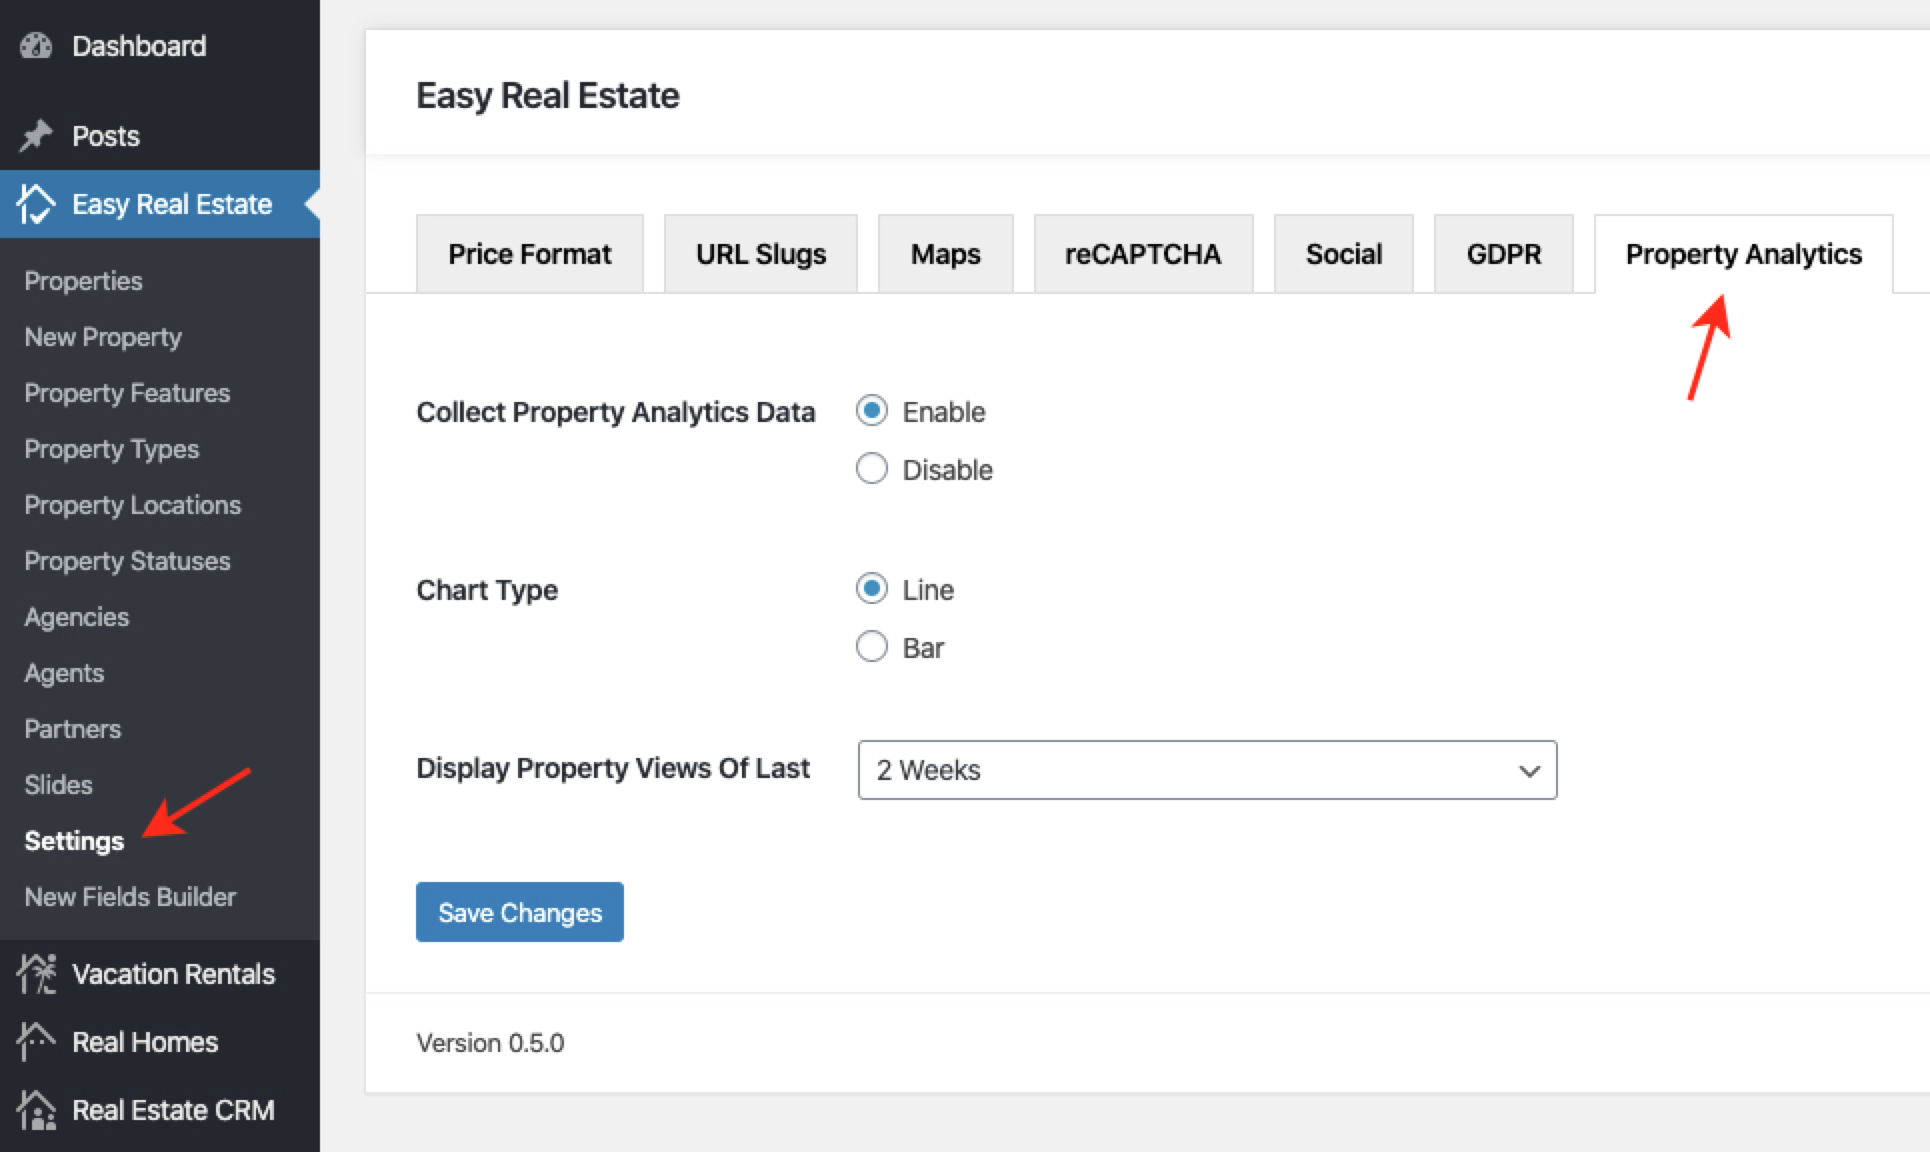 Dashboard
Posts
Easy Real Estate
Properties
New Property
Property Features
Property Types
Property Locations
Property Statuses
Agencies
Agents
Partners
Slides
Settings
New Fields Builder
Vacation Rentals
Real Homes
Real Estate CRM
Easy Real Estate
Price Format URL Slugs Maps reCAPTCHA Social GDPR Property Analytics
Collect Property Analytics Data Enable
Disable
Chart Type Line
Bar
Display Property Views Of Last 2 Weeks
Save Changes
Version 0.5.0